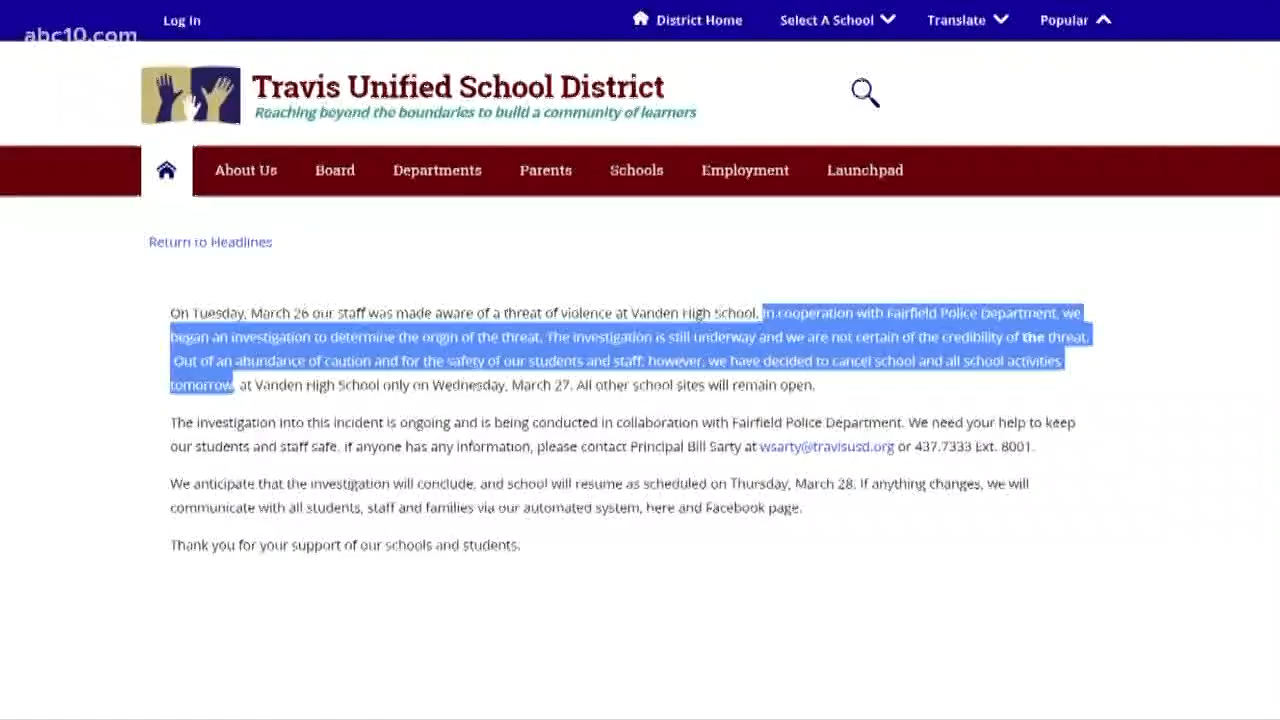 Log In
District Home
Select A School
Translate
Popular
abc10.com
Travis Unified School District
Reaching beyond the boundaries to build a community of learners
About Us
Board
Departments
Parents
Schools
Employment
Launchpad
Return to Headlines
On Tuesday, March 26 our staff was made aware of a threat of violence at Vanden High School. In cooperation with Fairfield Police Department, we
began an investigation to determine the origin of the threat. The investigation is still underway and we are not certain of the credibility of the threat.
Out of an abundance of caution and for the safety of our students and staff, however, we have decided to cancel school and all school activities
tomorrow at Vanden High School only on Wednesday, March 27. All other school sites will remain open.
The investigation into this incident is ongoing and is being conducted in collaboration with Fairfield Police Department. We need your help to keep
our students and staff safe. If anyone has any information, please contact Principal Bill Sarty at wsarty@travisusd.org or 437.7333 Ext. 8001.
We anticipate that the investigation will conclude, and school will resume as scheduled on Thursday, March 28. If anything changes, we will
communicate with all students, staff and families via our automated system, here and Facebook page.
Thank you for your support of our schools and students.